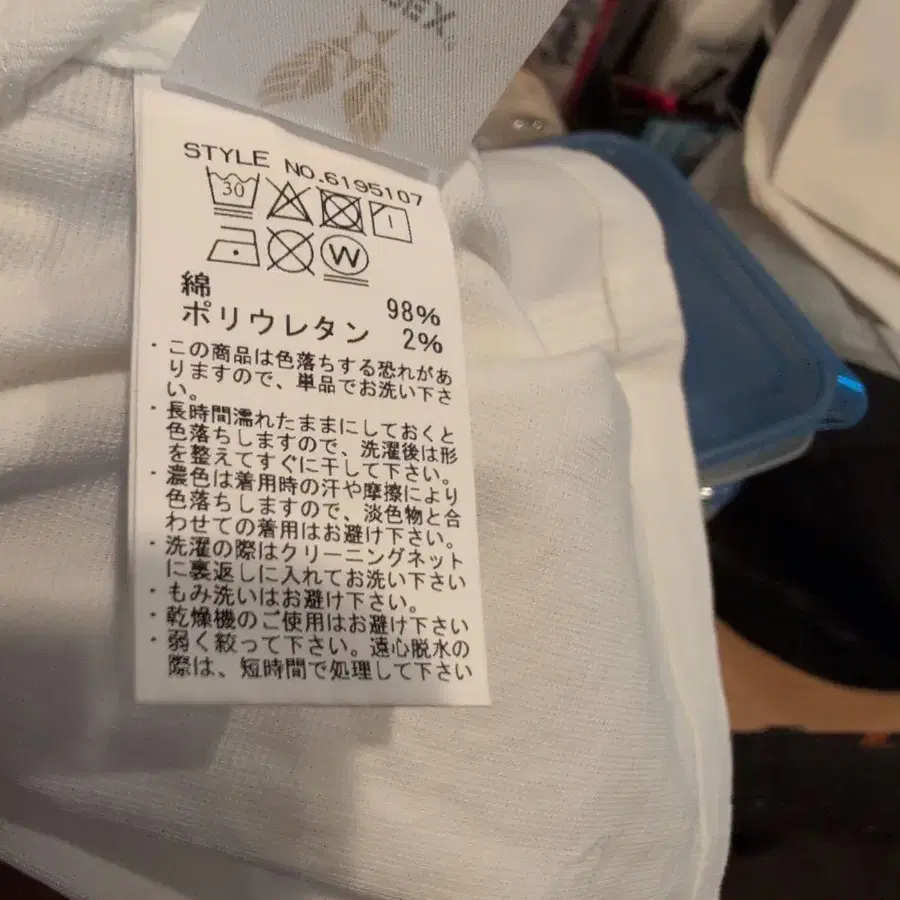 STYLE NO.6195107
30
W
綿 98%
ポリウレタン 2%
・この商品は色落ちする恐れがあ
りますので、単品でお洗い下さ
い。
・長時間濡れたままにしておくと
色落ちしますので、洗濯後は形
を整えてすぐに干して下さい。
・濃色は着用時の汗や摩擦により
色落ちしますので、淡色物と合
わせての着用はお避け下さい。
・洗濯の際はクリーニングネット
に裏返しに入れてお洗い下さい
・もみ洗いはお避け下さい。
・乾燥機のご使用はお避け下さい
・弱く絞って下さい。遠心脱水の
際は、短時間で処理して下さい